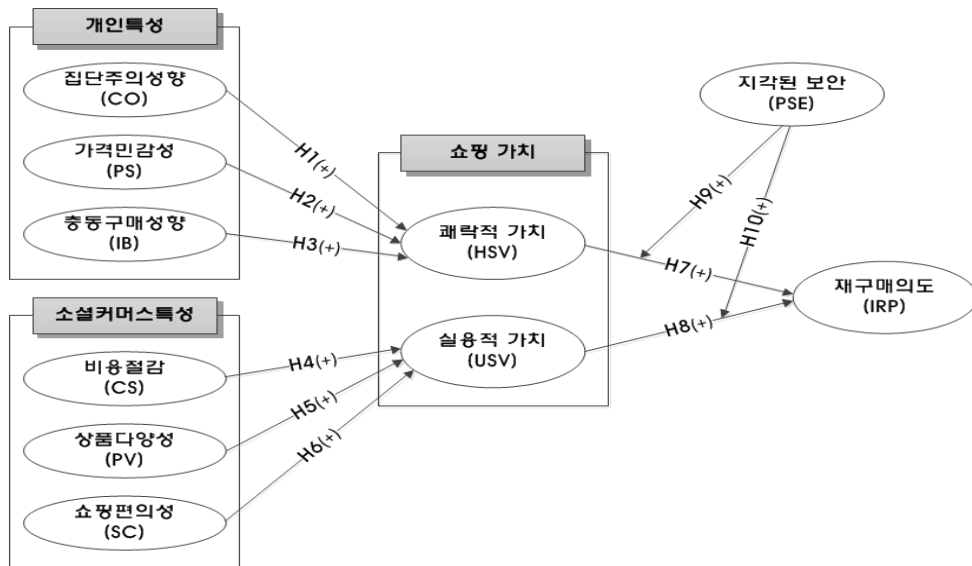 개인특성
집단주의성향
(CO)
가격민감성
(PS)
충동구매성향
(IB)
소셜커머스특성
비용절감
(CS)
상품다양성
(PV)
쇼핑편의성
(SC)
H1(+)
H2(+)
H3(+)
H4(+)
H5(+)
H6(+)
쇼핑 가치
쾌락적 가치
(HSV)
실용적 가치
(USV)
지각된 보안
(PSE)
H9(+)
H10(+)
H7(+)
H8(+)
재구매의도
(IRP)